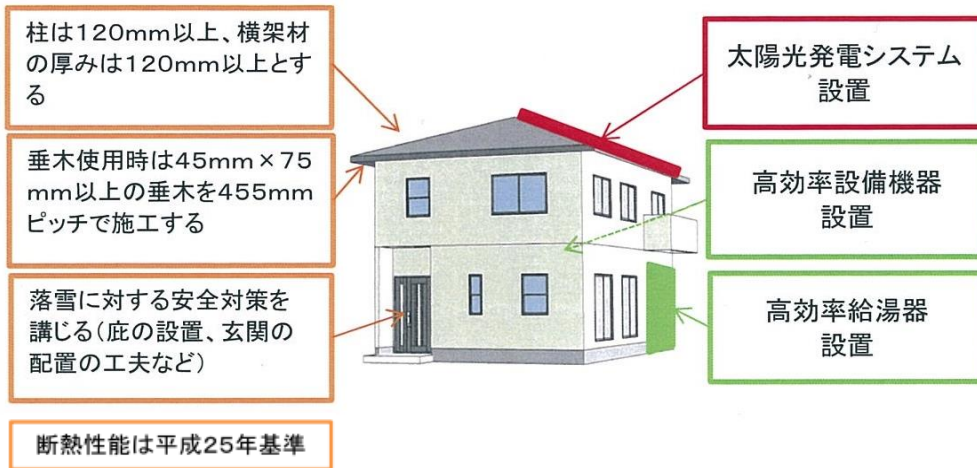 柱は120mm以上、横架材
の厚みは120mm以上とす
る
垂木使用時は45mm×75
mm以上の垂木を455mm
ピッチで施工する
落雪に対する安全対策を
講じる(庇の設置、玄関の
配置の工夫など)
断熱性能は平成25年基準
太陽光発電システム
設置
高効率設備機器
設置
高効率給湯器
設置